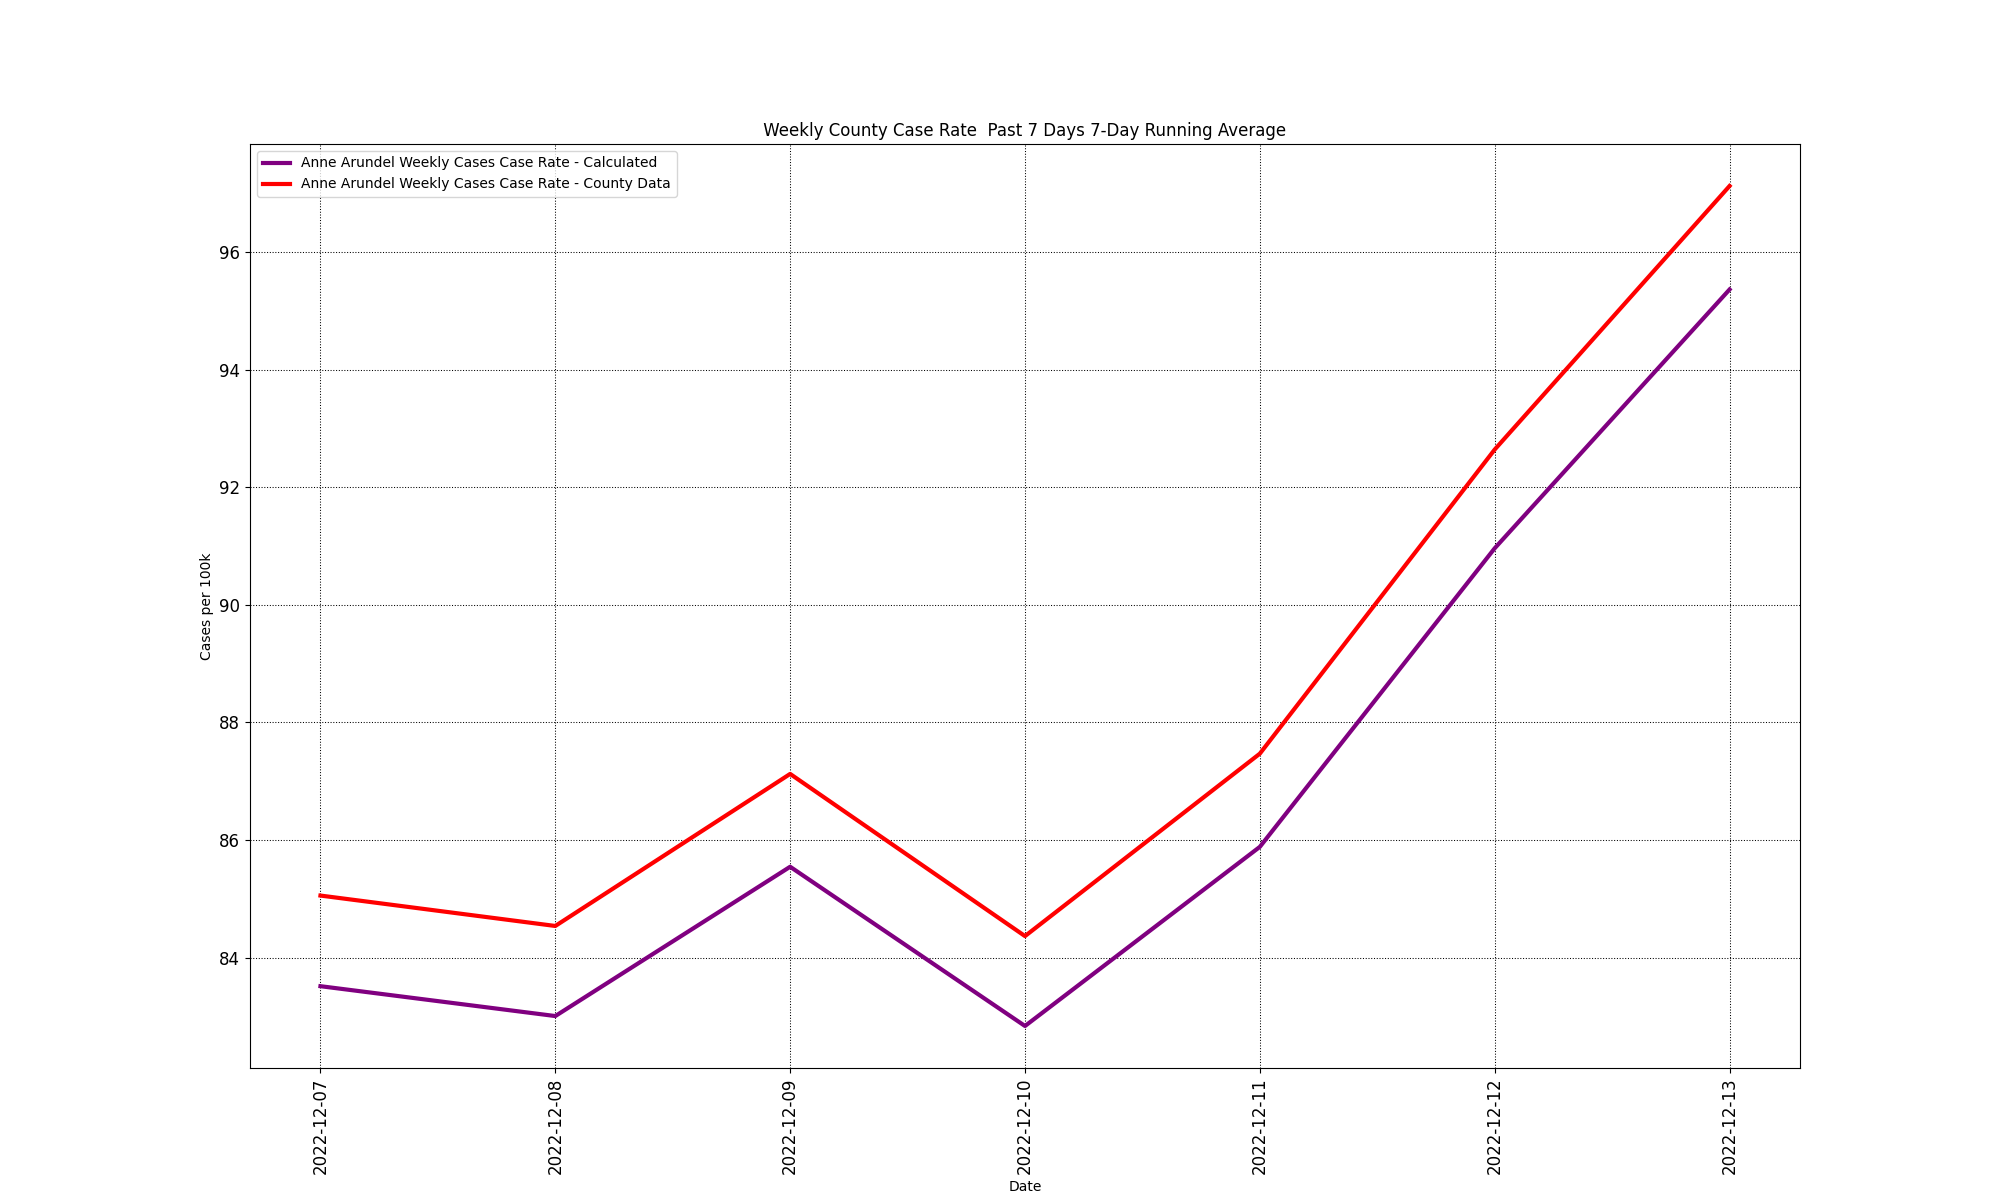 Weekly County Case Rate  Past 7 Days 7-Day Running Average
Anne Arundel Weekly Cases Case Rate - Calculated
Anne Arundel Weekly Cases Case Rate - County Data
96
94
92
90
88
86
84
Cases per 100k
2022-12-07
2022-12-08
2022-12-09
2022-12-10
2022-12-11
2022-12-12
2022-12-13
Date